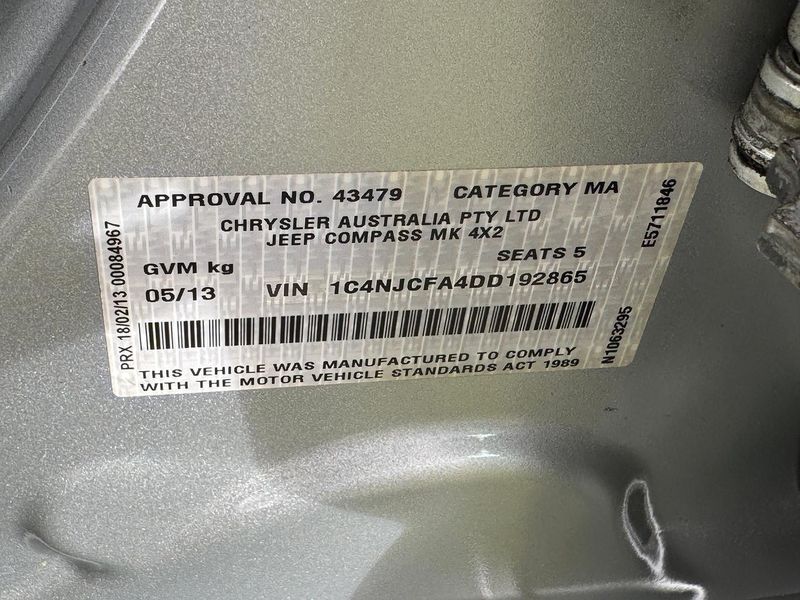 APPROVAL NO. 43479 CATEGORY MA
CHRYSLER AUSTRALIA PTY LTD
JEEP COMPASS MK 4X2
SEATS 5
GVM kg
05/13 VIN 1C4NJCFA4DD192865
THIS VEHICLE WAS MANUFACTURED TO COMPLY
WITH THE MOTOR VEHICLE STANDARDS ACT 1989
PRX 18/02/13 00084967
E5711846
N1063295